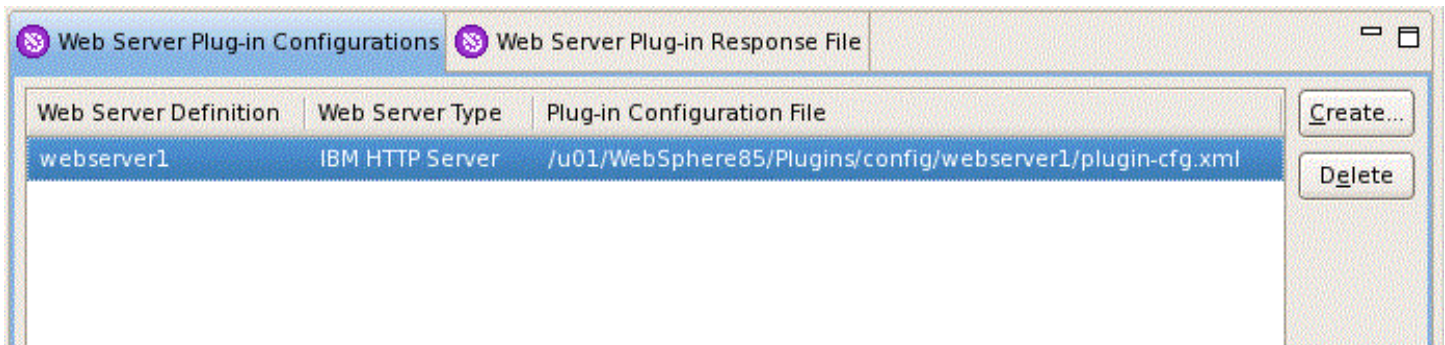 Web Server Plug-in Configurations Web Server Plug-in Response File
Web Server Definition Web Server Type Plug-in Configuration File
Create...
webserver1 IBM HTTP Server /u01/WebSphere85/Plugins/config/webserver1/plugin-cfg.xml
Delete